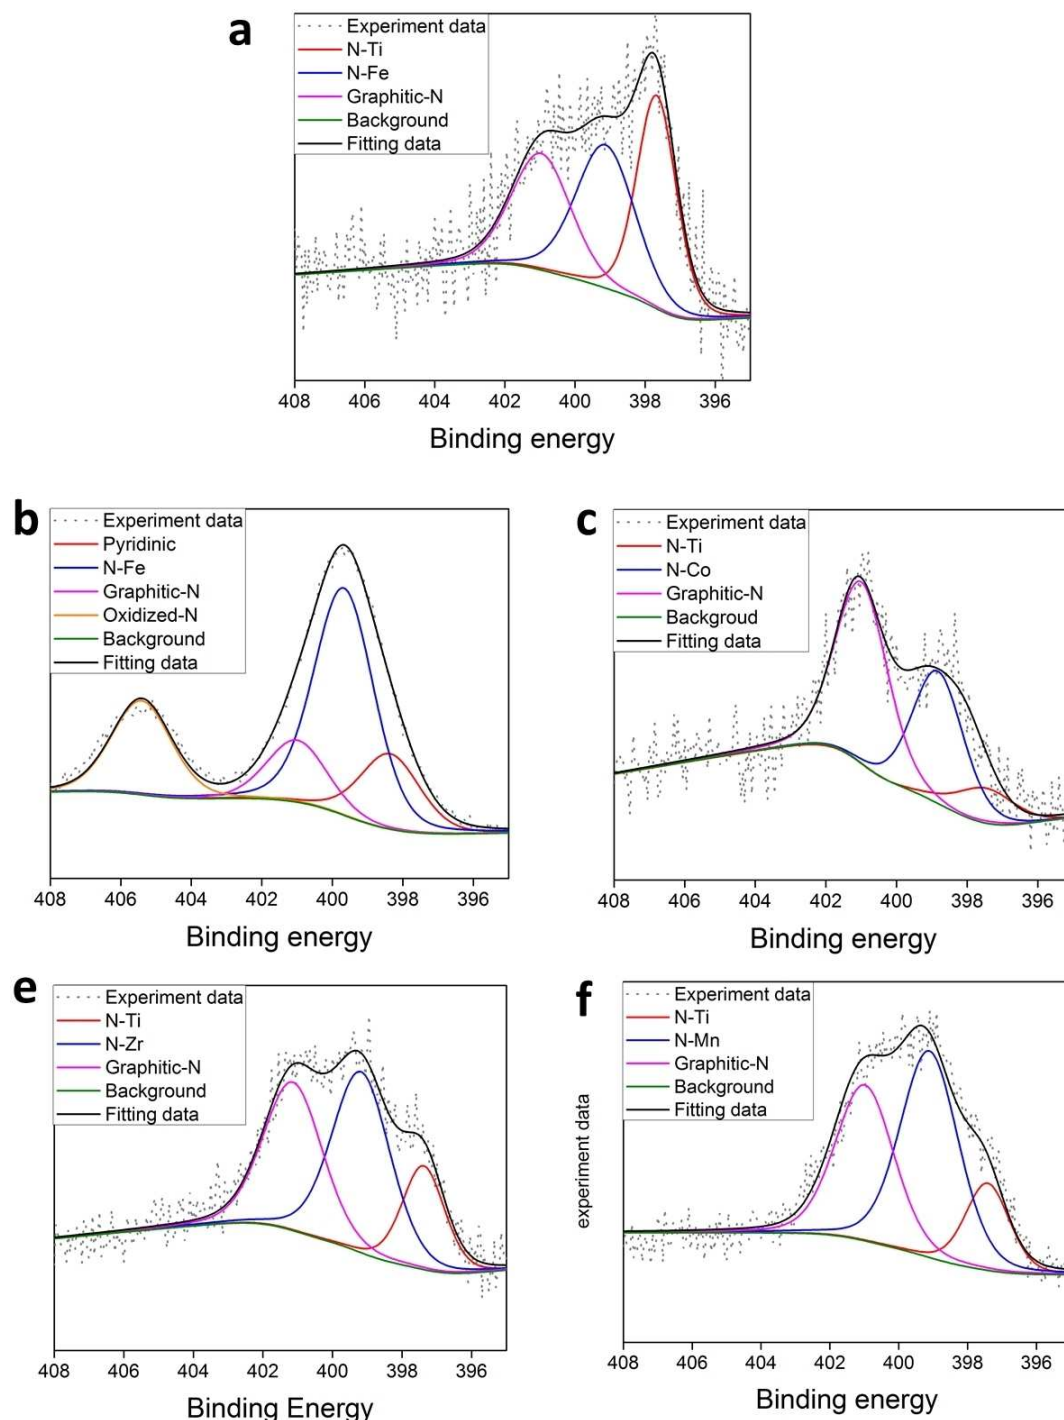 a
Experiment data
N-Ti
N-Fe
Graphitic-N
Background
Fitting data
408 406 404 402 400 398 396
Binding energy
b
Experiment data
Pyridinic
N-Fe
Graphitic-N
Oxidized-N
Background
Fitting data
408 406 404 402 400 398 396
Binding energy
c
Experiment data
N-Ti
N-Co
Graphitic-N
Backgroud
Fitting data
408 406 404 402 400 398 396
Binding energy
e
Experiment data
N-Ti
N-Zr
Graphitic-N
Background
Fitting data
408 406 404 402 400 398 396
Binding Energy
f
Experiment data
N-Ti
N-Mn
Graphitic-N
Background
Fitting data
experiment data
408 406 404 402 400 398 396
Binding energy